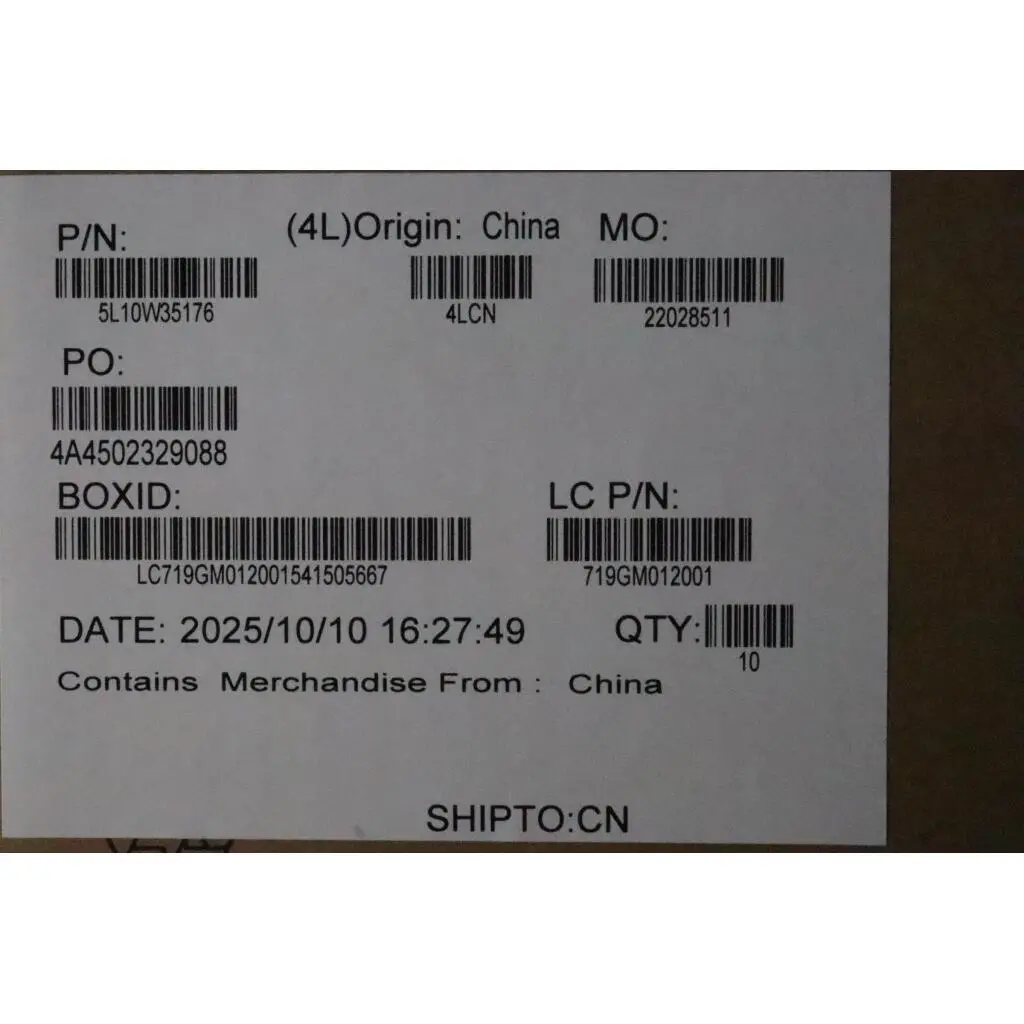 P/N: (4L)Origin: China MO:
5L10W35176 4LCN 22028511
PO:
4A4502329088
BOXID: LC P/N:
LC719GM012001541505667 719GM012001
DATE: 2025/10/10 16:27:49 QTY:
10
Contains Merchandise From : China
SHIPTO:CN